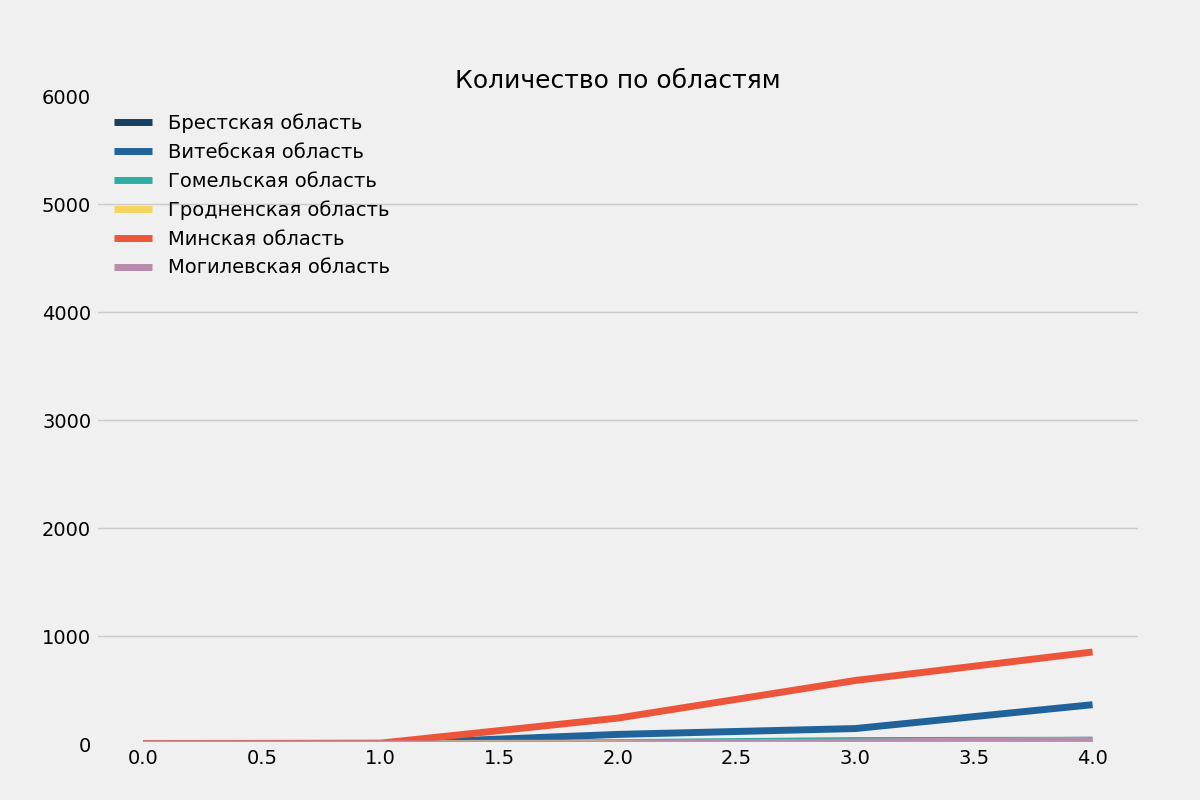 Количество по областям
6000
5000
4000
3000
2000
1000
0
Брестская область
Витебская область
Гомельская область
Гродненская область
Минская область
Могилевская область
0.0 0.5 1.0 1.5 2.0 2.5 3.0 3.5 4.0